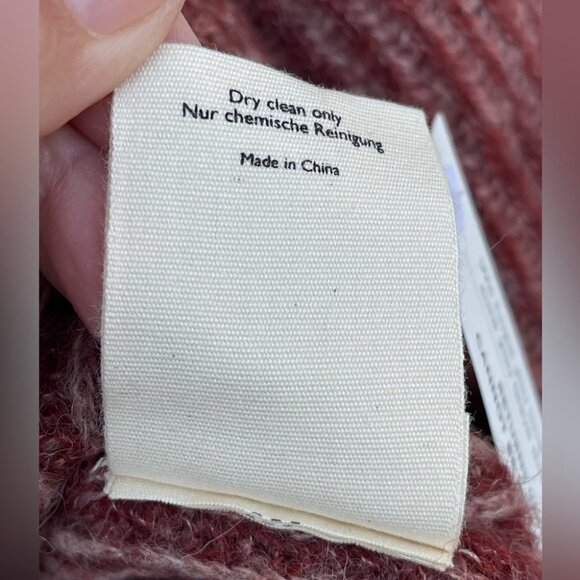 Dry clean only
Nur chemische Reinigung
Made in China